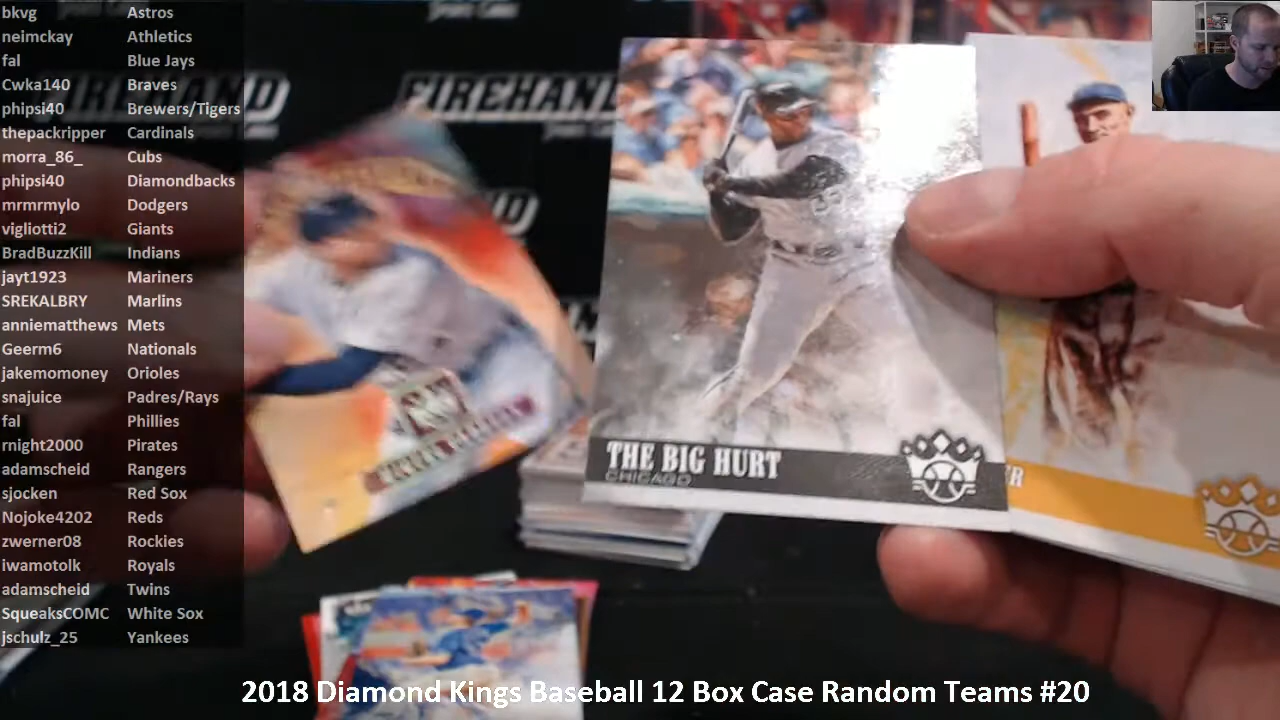 bkvg Astros
neimckay Athletics
fal Blue Jays
Cwka140 Braves
phipsi40 Brewers/Tigers
thepackripper Cardinals
morra_86_ Cubs
phipsi40 Diamondbacks
mrmrmylo Dodgers
vigliotti2 Giants
BradBuzzKill Indians
jayt1923 Mariners
SREKALBRY Marlins
anniematthews Mets
Geerm6 Nationals
jakemomoney Orioles
snajuice Padres/Rays
fal Phillies
rnight2000 Pirates
adamscheid Rangers
sjocken Red Sox
Nojoke4202 Reds
zwerner08 Rockies
iwamotolk Royals
adamscheid Twins
SqueaksCOMC White Sox
jschulz_25 Yankees
FIREHAND
THE BIG HURT
CHICAGO
2018 Diamond Kings Baseball 12 Box Case Random Teams #20